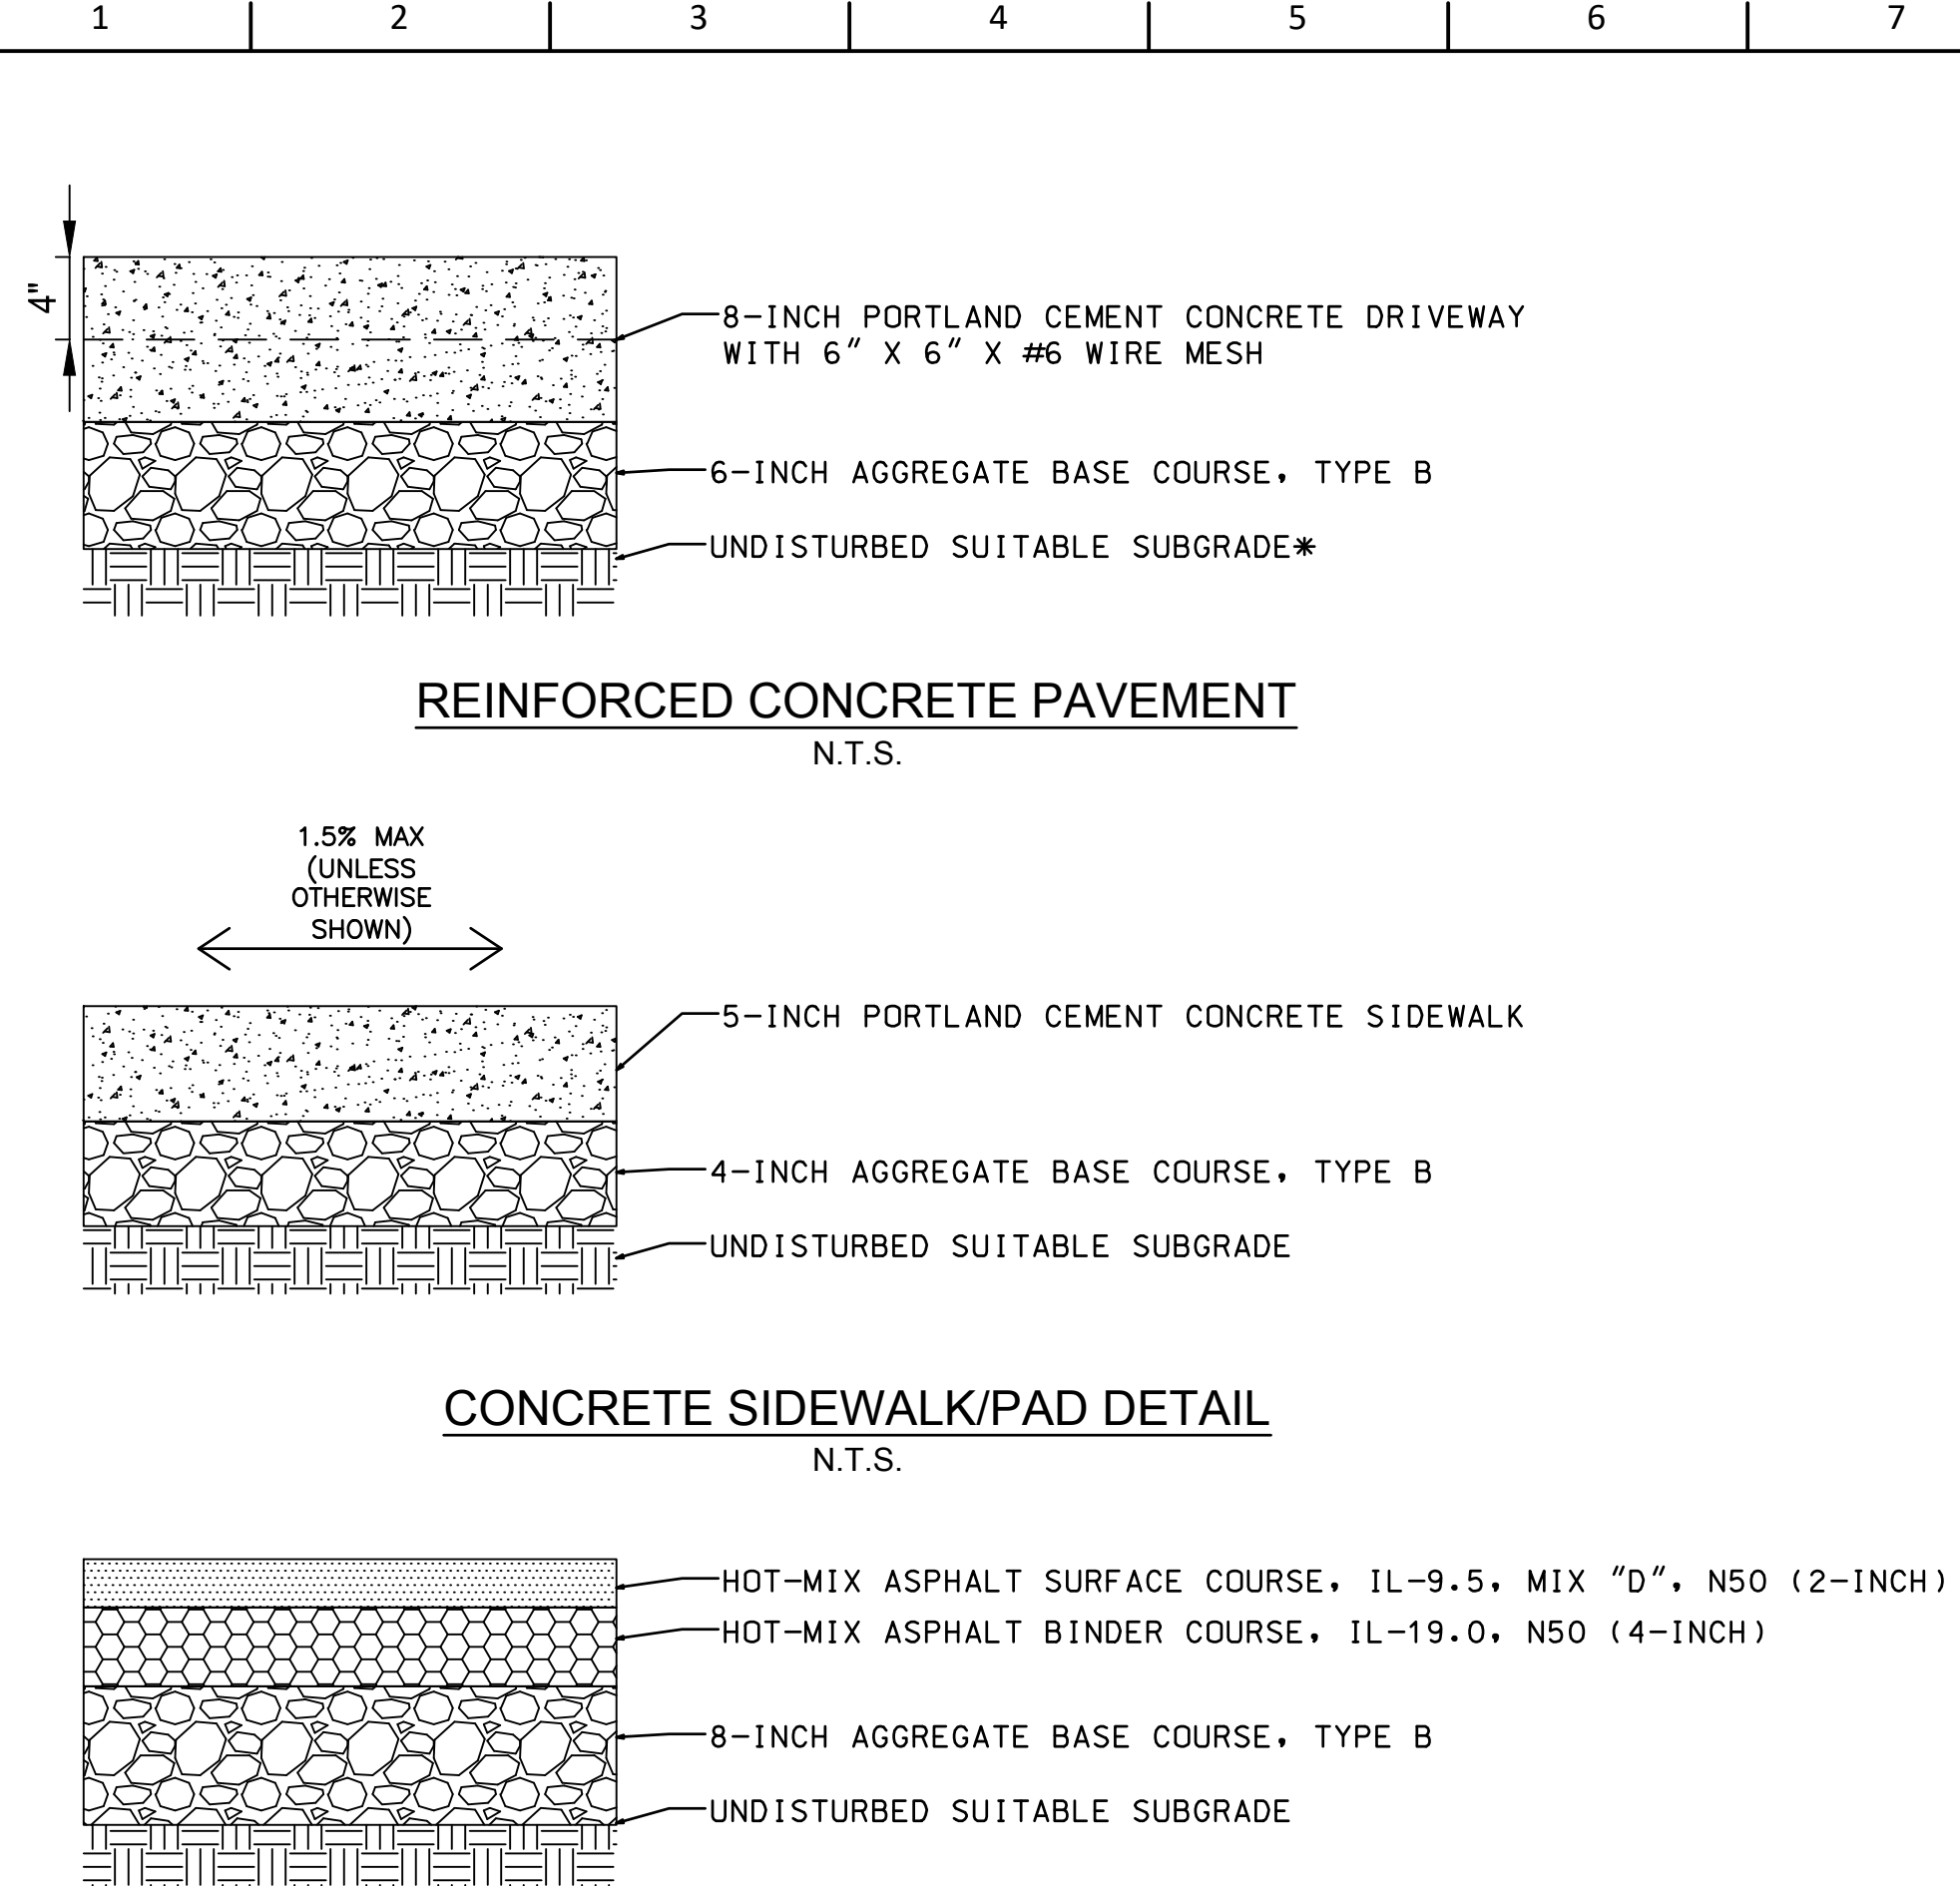 1 2 3 4 5 6 7
4"
8-INCH PORTLAND CEMENT CONCRETE DRIVEWAY
WITH 6" X 6" X #6 WIRE MESH
6-INCH AGGREGATE BASE COURSE, TYPE B
UNDISTURBED SUITABLE SUBGRADE*
REINFORCED CONCRETE PAVEMENT
N.T.S.
1.5% MAX
(UNLESS
OTHERWISE
SHOWN)
5-INCH PORTLAND CEMENT CONCRETE SIDEWALK
4-INCH AGGREGATE BASE COURSE, TYPE B
UNDISTURBED SUITABLE SUBGRADE
CONCRETE SIDEWALK/PAD DETAIL
N.T.S.
HOT-MIX ASPHALT SURFACE COURSE, IL-9.5, MIX "D", N50 (2-INCH)
HOT-MIX ASPHALT BINDER COURSE, IL-19.0, N50 (4-INCH)
8-INCH AGGREGATE BASE COURSE, TYPE B
UNDISTURBED SUITABLE SUBGRADE